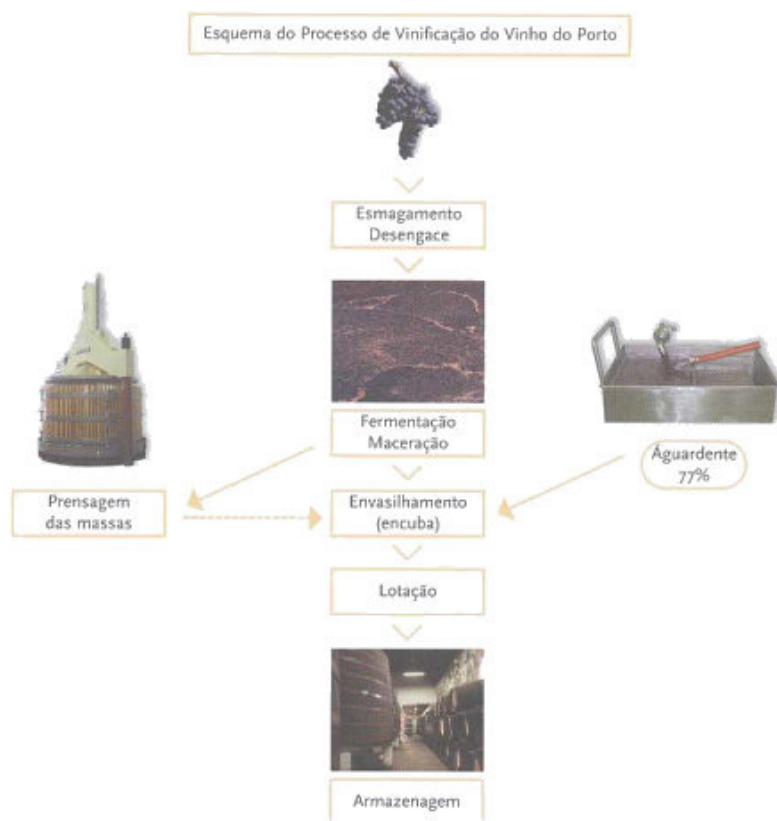 Esquema do Processo de Vinificação do Vinho do Porto
Esmagamento
Desengace
Fermentação
Maceração
Águardente
77%
Prensagem
das massas
Envasilhamento
(encuba)
Lotação
Armazenagem